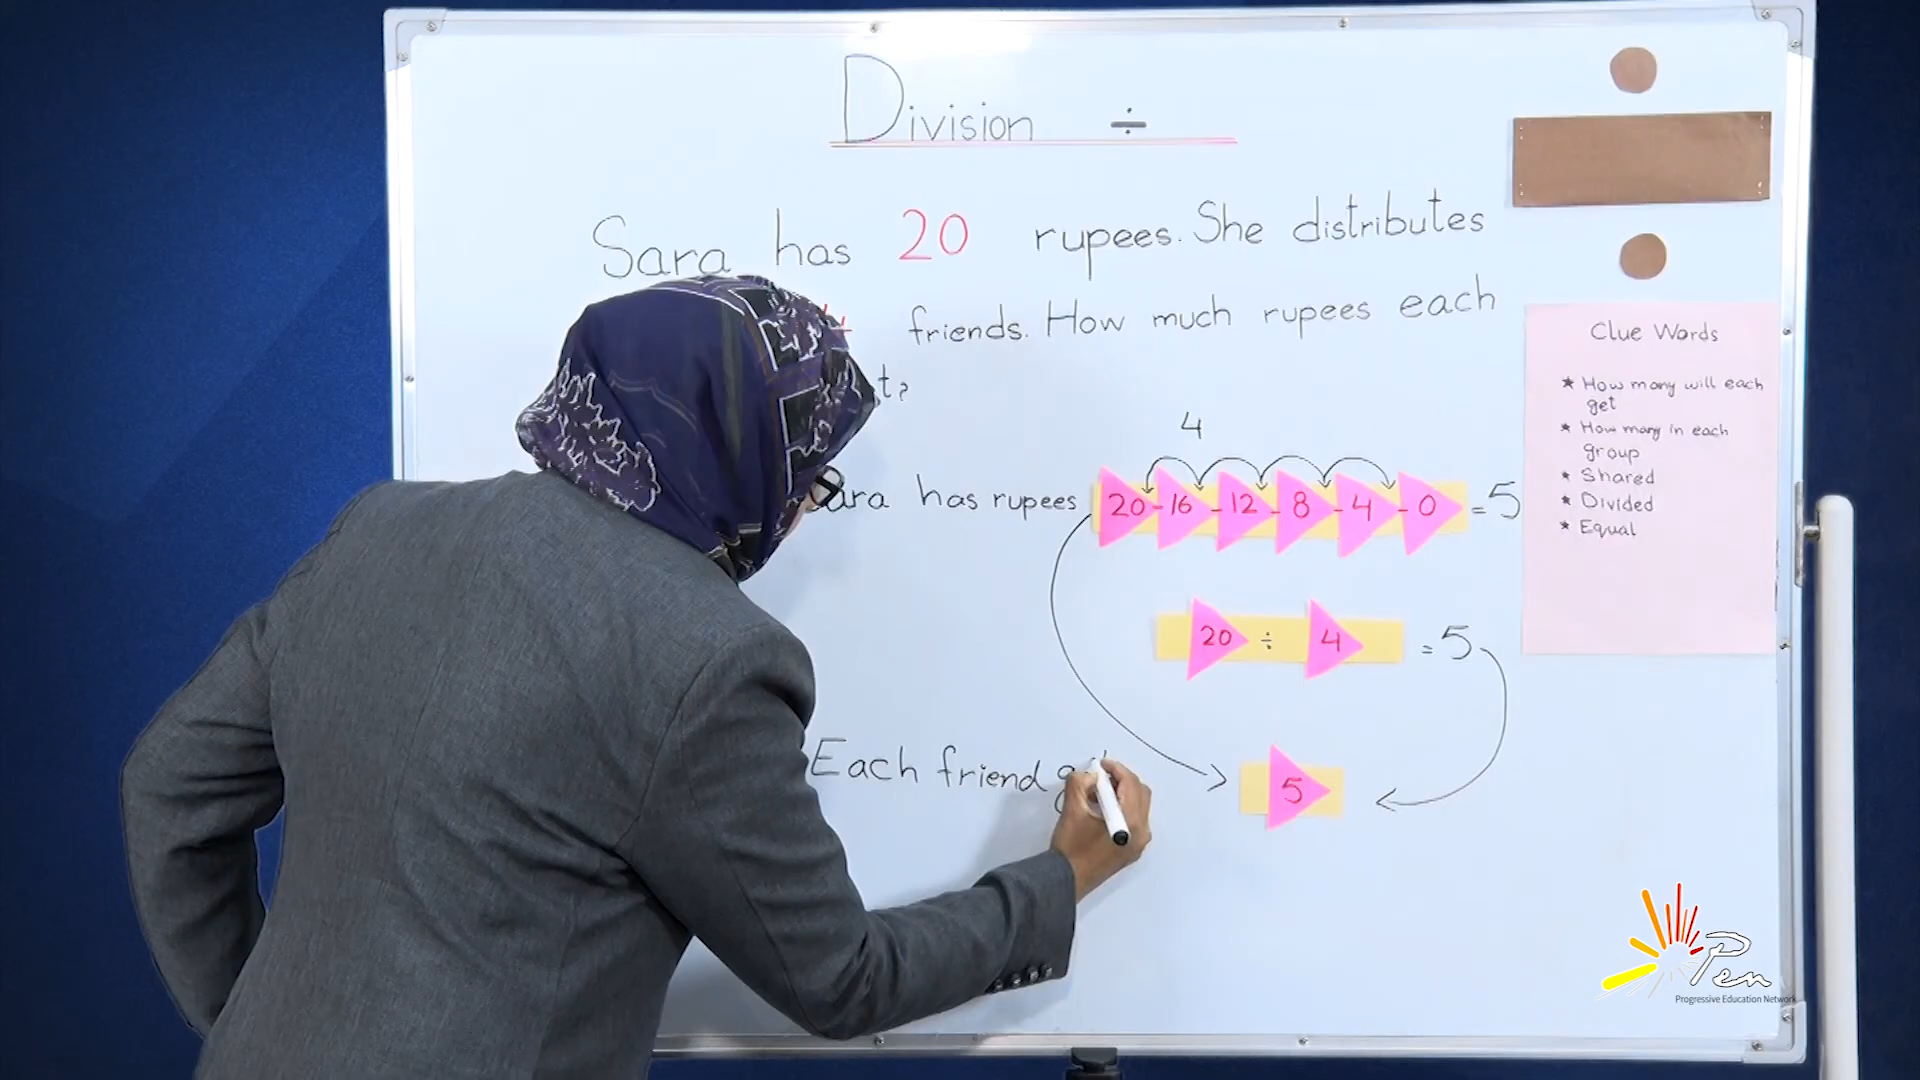 Division ÷
Sara has 20 rupees. She distributes
4 friends. How much rupees each
t?
4
has rupees 20-16-12-8-4-0 = 5
20 ÷ 4 = 5
Each friend
5
Clue Words
★ How many will each
get
★ How many in each
group
★ Shared
★ Divided
★ Equal
Pen
Progressive Education Network